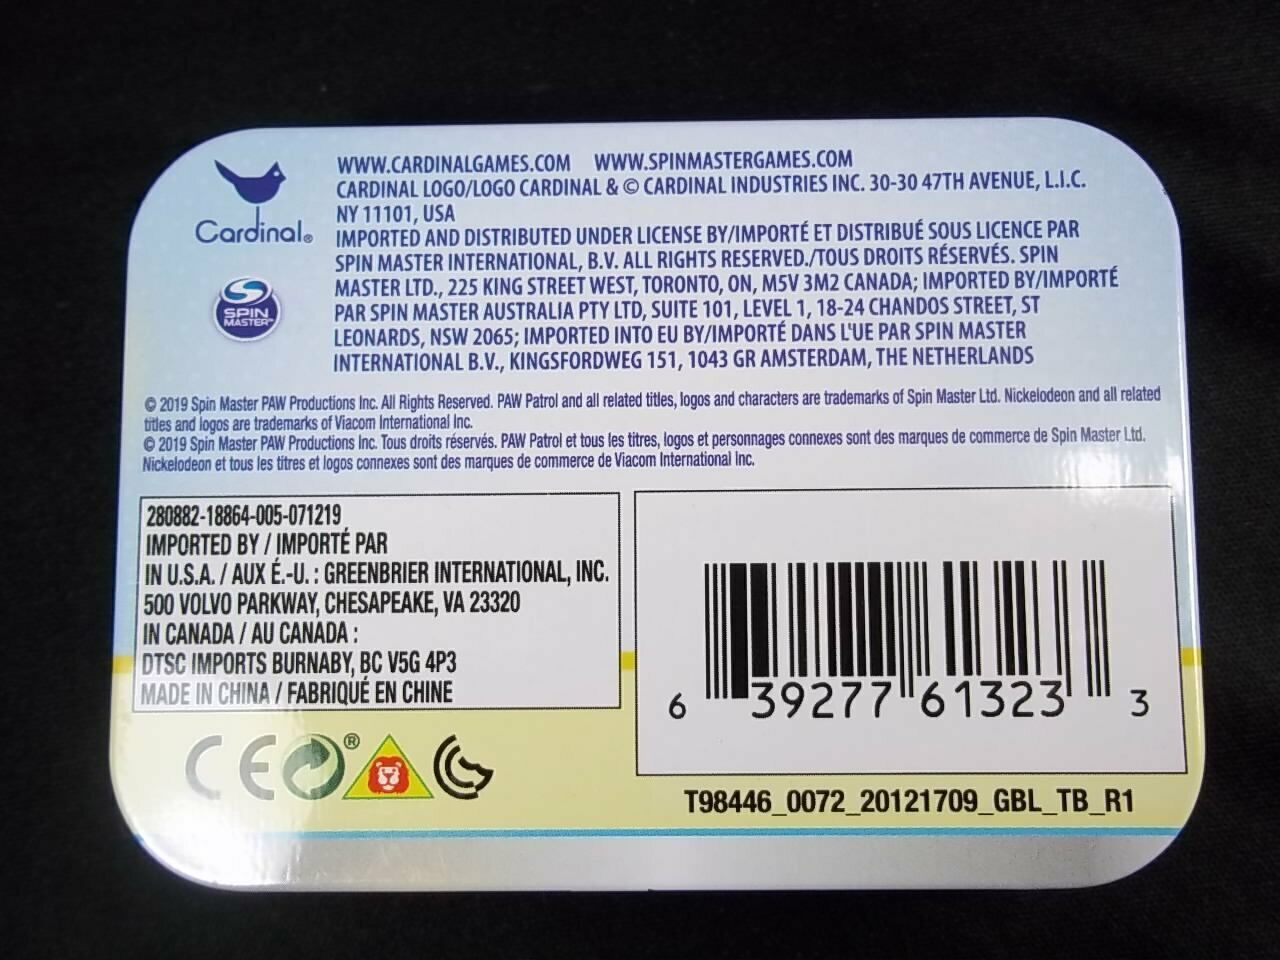 Cardinal®
SPIN
MASTER™
WWW.CARDINALGAMES.COM WWW.SPINMASTERGAMES.COM
CARDINAL LOGO/LOGO CARDINAL & © CARDINAL INDUSTRIES INC. 30-30 47TH AVENUE, L.I.C.
NY 11101, USA
IMPORTED AND DISTRIBUTED UNDER LICENSE BY/IMPORTÉ ET DISTRIBUÉ SOUS LICENCE PAR
SPIN MASTER INTERNATIONAL, B.V. ALL RIGHTS RESERVED./TOUS DROITS RÉSERVÉS. SPIN
MASTER LTD., 225 KING STREET WEST, TORONTO, ON, M5V 3M2 CANADA; IMPORTED BY/IMPORTÉ
PAR SPIN MASTER AUSTRALIA PTY LTD, SUITE 101, LEVEL 1, 18-24 CHANDOS STREET, ST
LEONARDS, NSW 2065; IMPORTED INTO EU BY/IMPORTÉ DANS L'UE PAR SPIN MASTER
INTERNATIONAL B.V., KINGSFORDWEG 151, 1043 GR AMSTERDAM, THE NETHERLANDS
© 2019 Spin Master PAW Productions Inc. All Rights Reserved. PAW Patrol and all related titles, logos and characters are trademarks of Spin Master Ltd. Nickelodeon and all related
titles and logos are trademarks of Viacom International Inc.
© 2019 Spin Master PAW Productions Inc. Tous droits réservés. PAW Patrol et tous les titres, logos et personnages connexes sont des marques de commerce de Spin Master Ltd.
Nickelodeon et tous les titres et logos connexes sont des marques de commerce de Viacom International Inc.
280882-18864-005-071219
IMPORTED BY / IMPORTÉ PAR
IN U.S.A. / AUX É.-U. : GREENBRIER INTERNATIONAL, INC.
500 VOLVO PARKWAY, CHESAPEAKE, VA 23320
IN CANADA / AU CANADA :
DTSC IMPORTS BURNABY, BC V5G 4P3
MADE IN CHINA / FABRIQUÉ EN CHINE
CE ®
6 39277 61323 3
T98446_0072_20121709_GBL_TB_R1